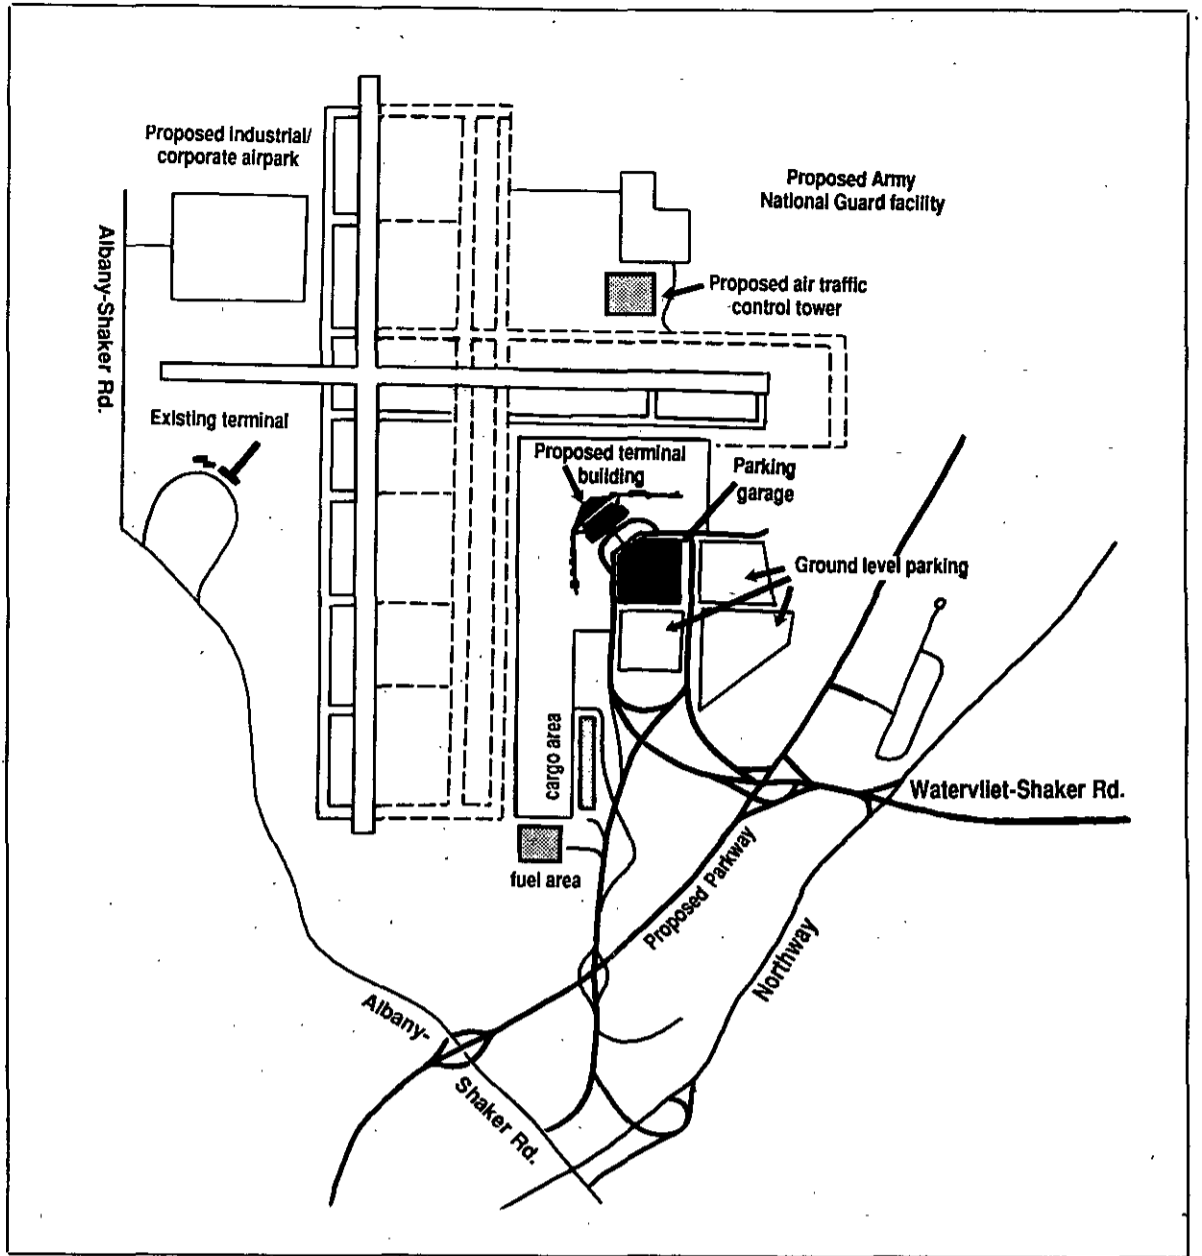 Proposed industrial/
corporate airpark
Proposed Army
National Guard facility
Albany-Shaker Rd.
Proposed air traffic
control tower
Existing terminal
Proposed terminal
building
Parking
garage
Ground level parking
cargo area
Watervliet-Shaker Rd.
fuel area
Proposed Parkway
Northway
Albany-
Shaker Rd.